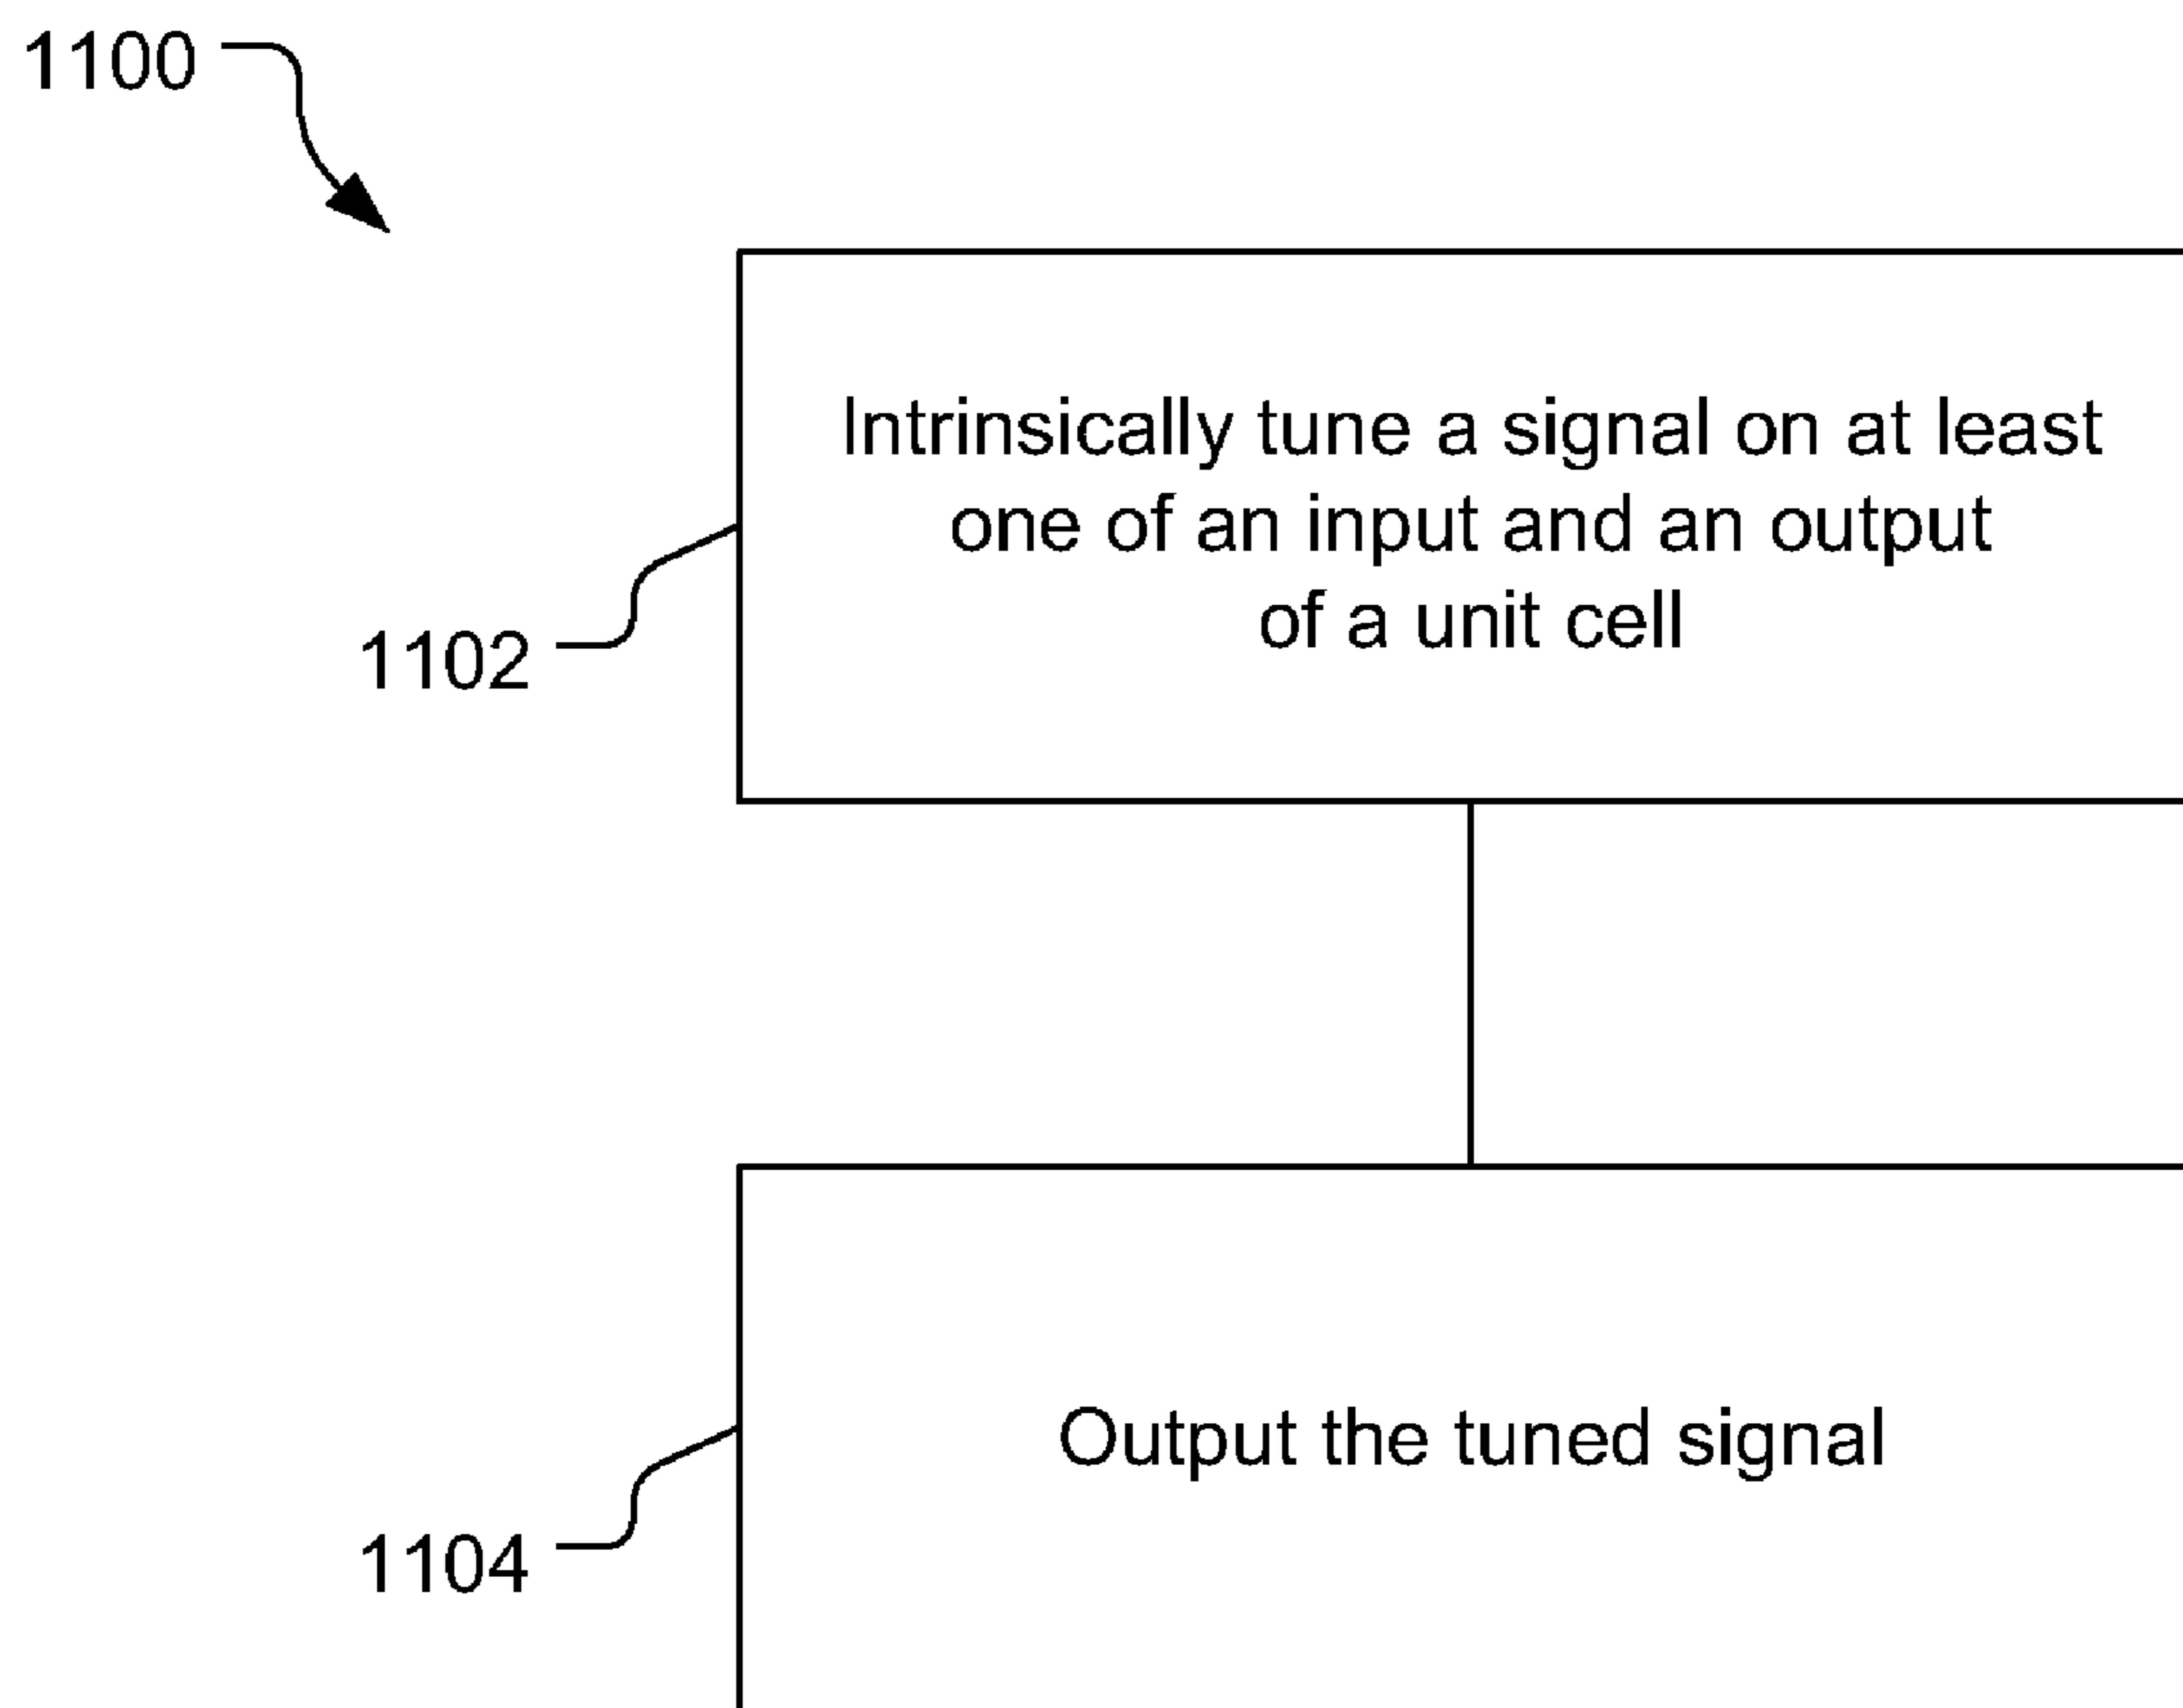 1100
Intrinsically tune a signal on at least
one of an input and an output
of a unit cell
1102
Output the tuned signal
1104